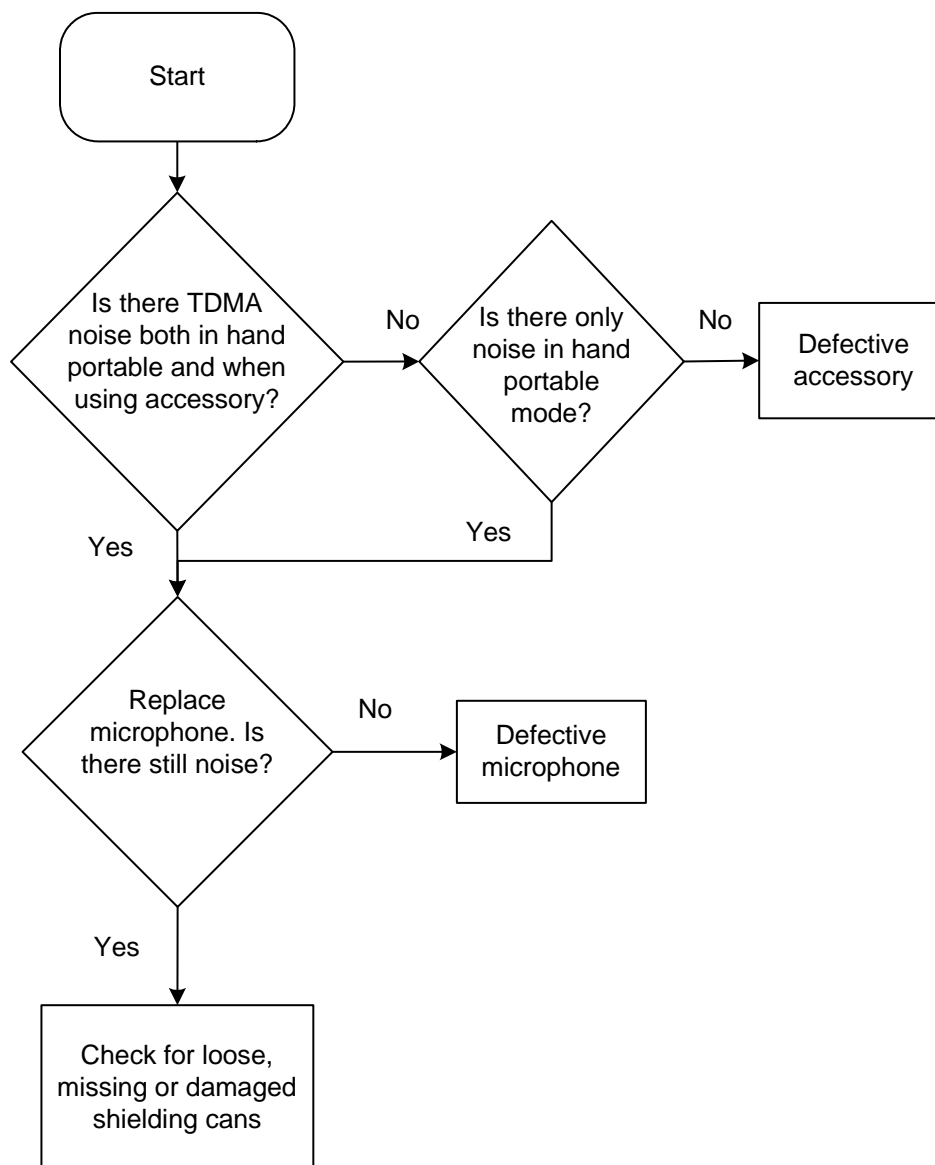 Start
Is there TDMA
noise both in hand
portable and when
using accessory?
No
Is there only
noise in hand
portable
mode?
No
Defective
accessory
Yes
Yes
Replace
microphone. Is
there still noise?
No
Defective
microphone
Yes
Check for loose,
missing or damaged
shielding cans